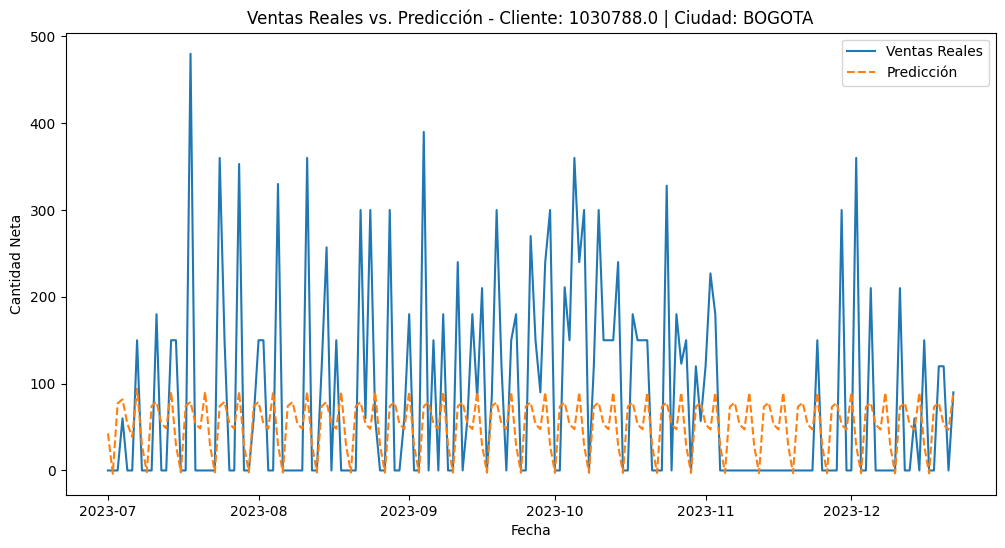 Ventas Reales vs. Predicción - Cliente: 1030788.0 | Ciudad: BOGOTA
Ventas Reales
Predicción
Cantidad Neta
500
400
300
200
100
0
2023-07
2023-08
2023-09
2023-10
2023-11
2023-12
Fecha